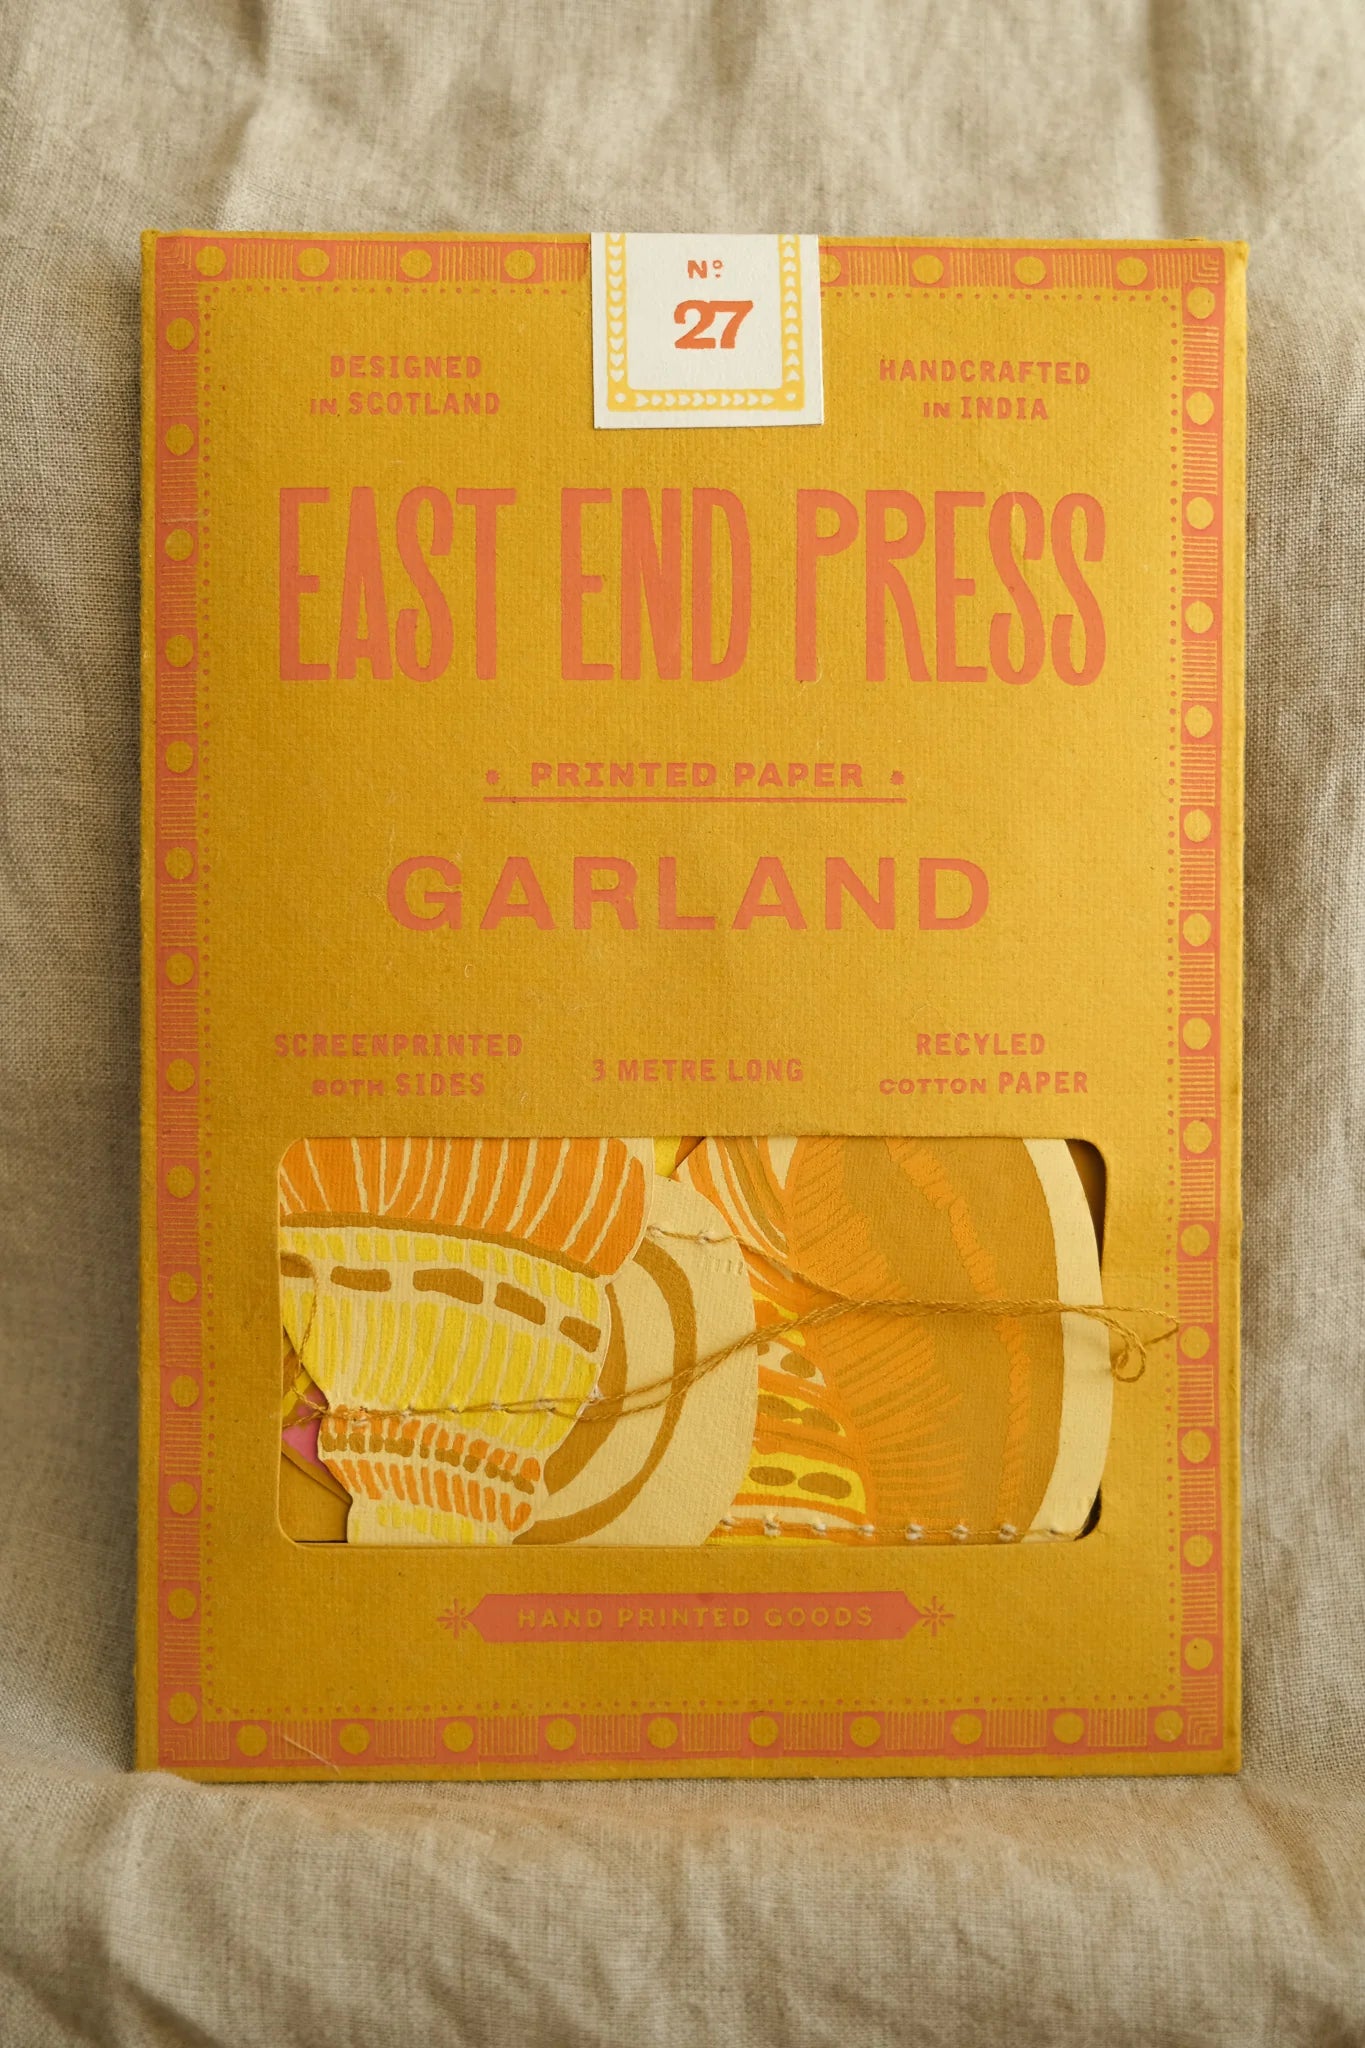 Nº
27
DESIGNED
IN SCOTLAND
HANDCRAFTED
IN INDIA
EAST END PRESS
PRINTED PAPER
GARLAND
SCREENPRINTED
BOTH SIDES
3 METRE LONG
RECYLED
COTTON PAPER
HAND PRINTED GOODS